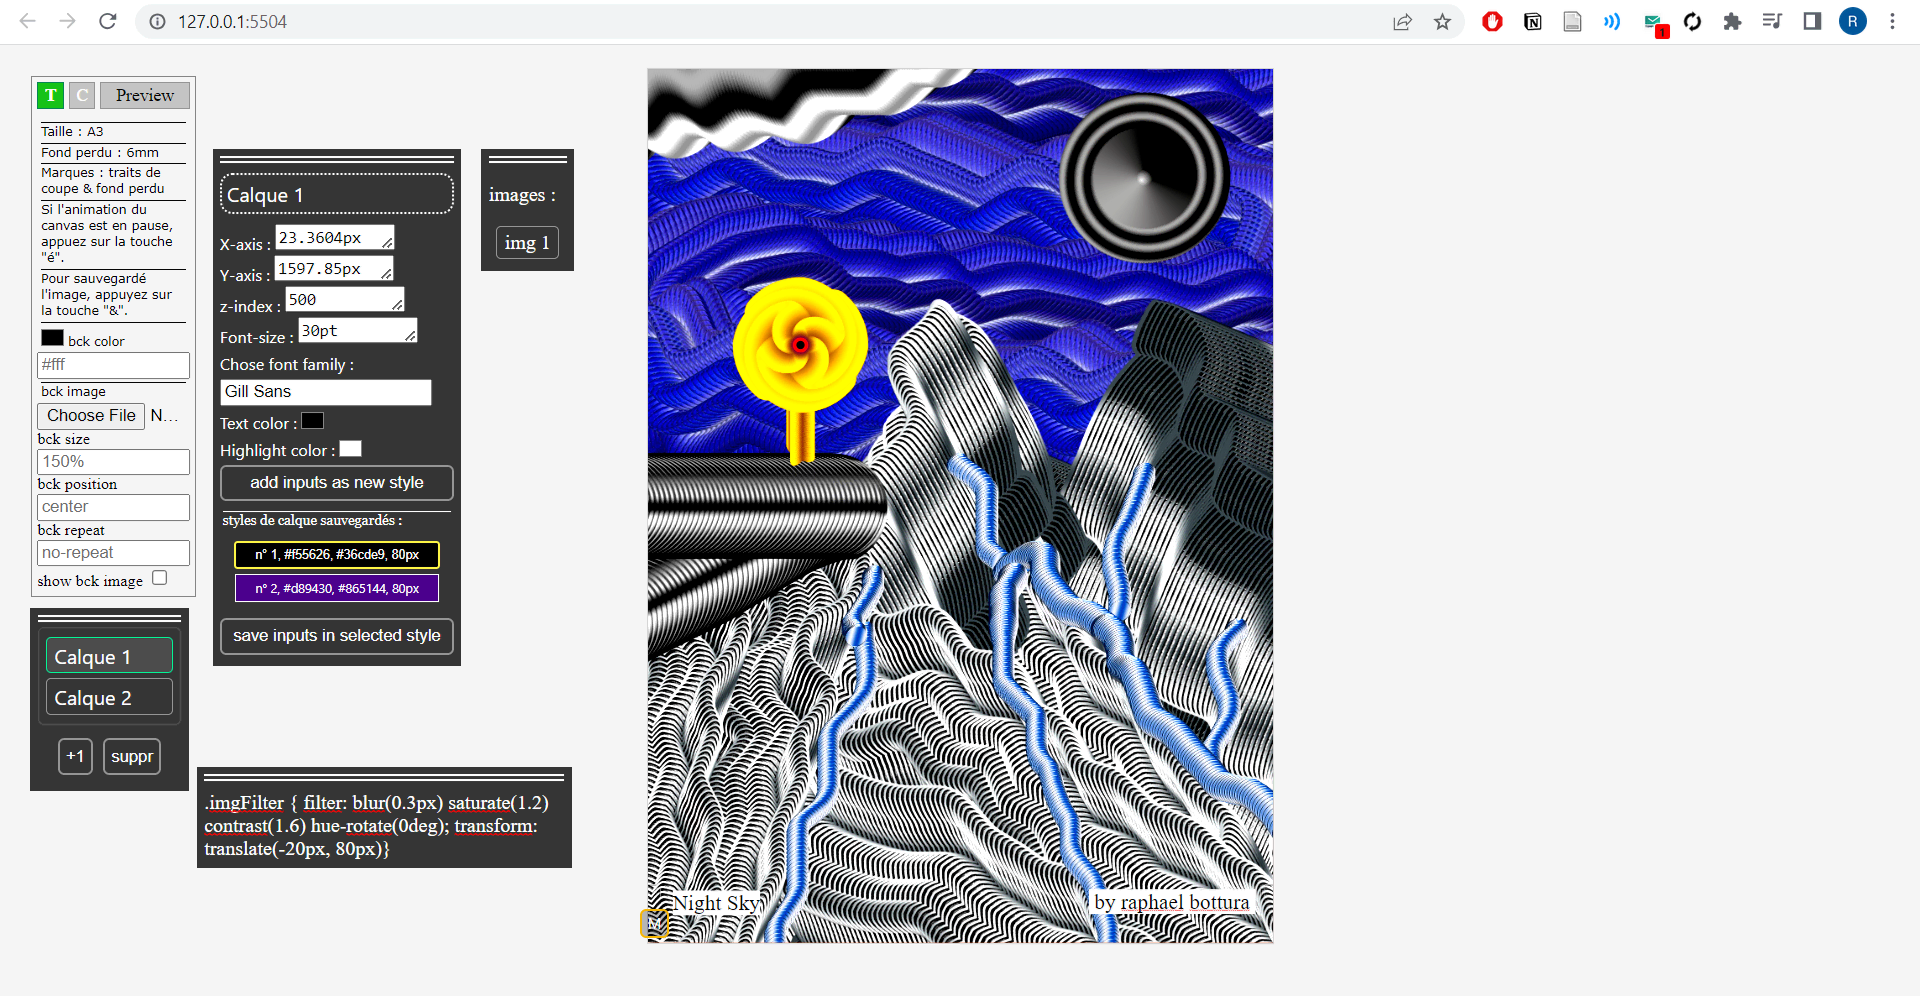 127.0.0.1:5504
1
R
T C Preview
Taille : A3
Fond perdu : 6mm
Marques : traits de
coupe & fond perdu
Si l'animation du
canvas est en pause,
appuez sur la touche
"é".
Pour sauvegardé
l'image, appuyez sur
la touche "&".
bck color
#fff
bck image
Choose File N...
bck size
150%
bck position
center
bck repeat
no-repeat
show bck image
Calque 1
Calque 2
+1 suppr
Calque 1
X-axis : 23.3604px
Y-axis : 1597.85px
z-index : 500
Font-size : 30pt
Chose font family :
Gill Sans
Text color :
Highlight color :
add inputs as new style
styles de calque sauvegardés :
n° 1, #f55626, #36cde9, 80px
n° 2, #d89430, #865144, 80px
save inputs in selected style
images :
img 1
.imgFilter { filter: blur(0.3px) saturate(1.2)
contrast(1.6) hue-rotate(0deg); transform:
translate(-20px, 80px)}
Night Sky
by raphael bottura